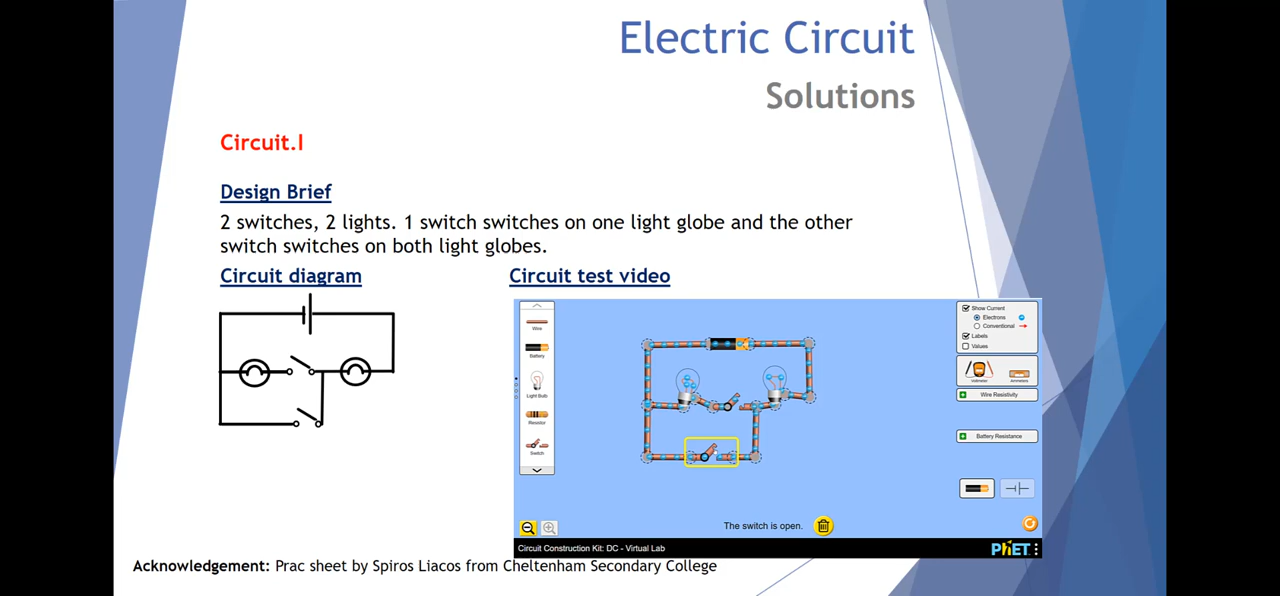 Electric Circuit
Solutions
Circuit.I
Design Brief
2 switches, 2 lights. 1 switch switches on one light globe and the other
switch switches on both light globes.
Circuit diagram
Circuit test video
Wire
Battery
Light Bulb
Resistor
Switch
Show Current
Electrons
Conventional
Labels
Values
Voltmeter
Ammeters
Wire Resistivity
Battery Resistance
The switch is open.
Circuit Construction Kit: DC - Virtual Lab
PhET
Acknowledgement: Prac sheet by Spiros Liacos from Cheltenham Secondary College